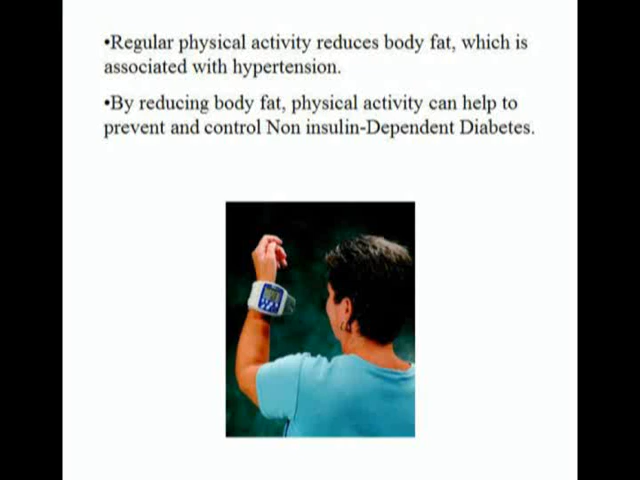 •Regular physical activity reduces body fat, which is
associated with hypertension.
•By reducing body fat, physical activity can help to
prevent and control Non insulin-Dependent Diabetes.